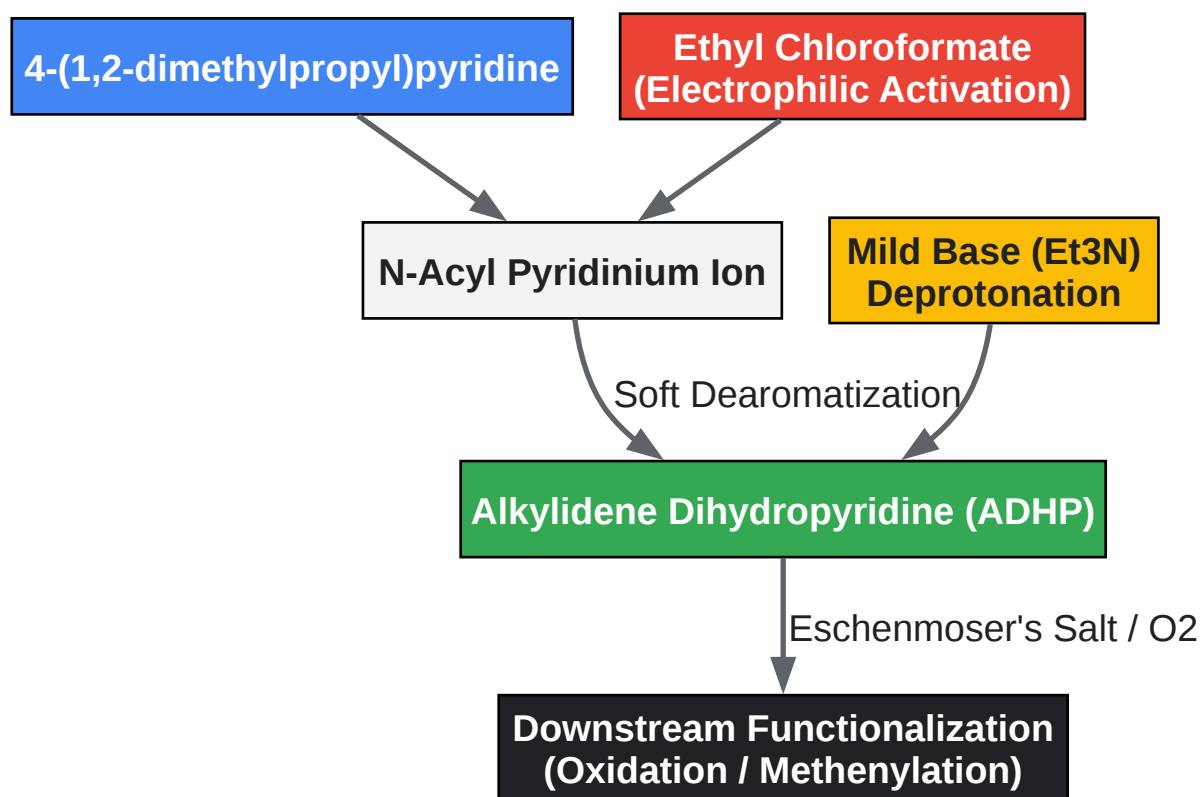 4-(1,2-dimethylpropyl)pyridine
Ethyl Chloroformate
(Electrophilic Activation)
N-Acyl Pyridinium Ion
Mild Base (Et3N)
Deprotonation
Soft Dearomatization
Alkylidene Dihydropyridine (ADHP)
Eschenmoser's Salt / O2
Downstream Functionalization
(Oxidation / Methenylation)